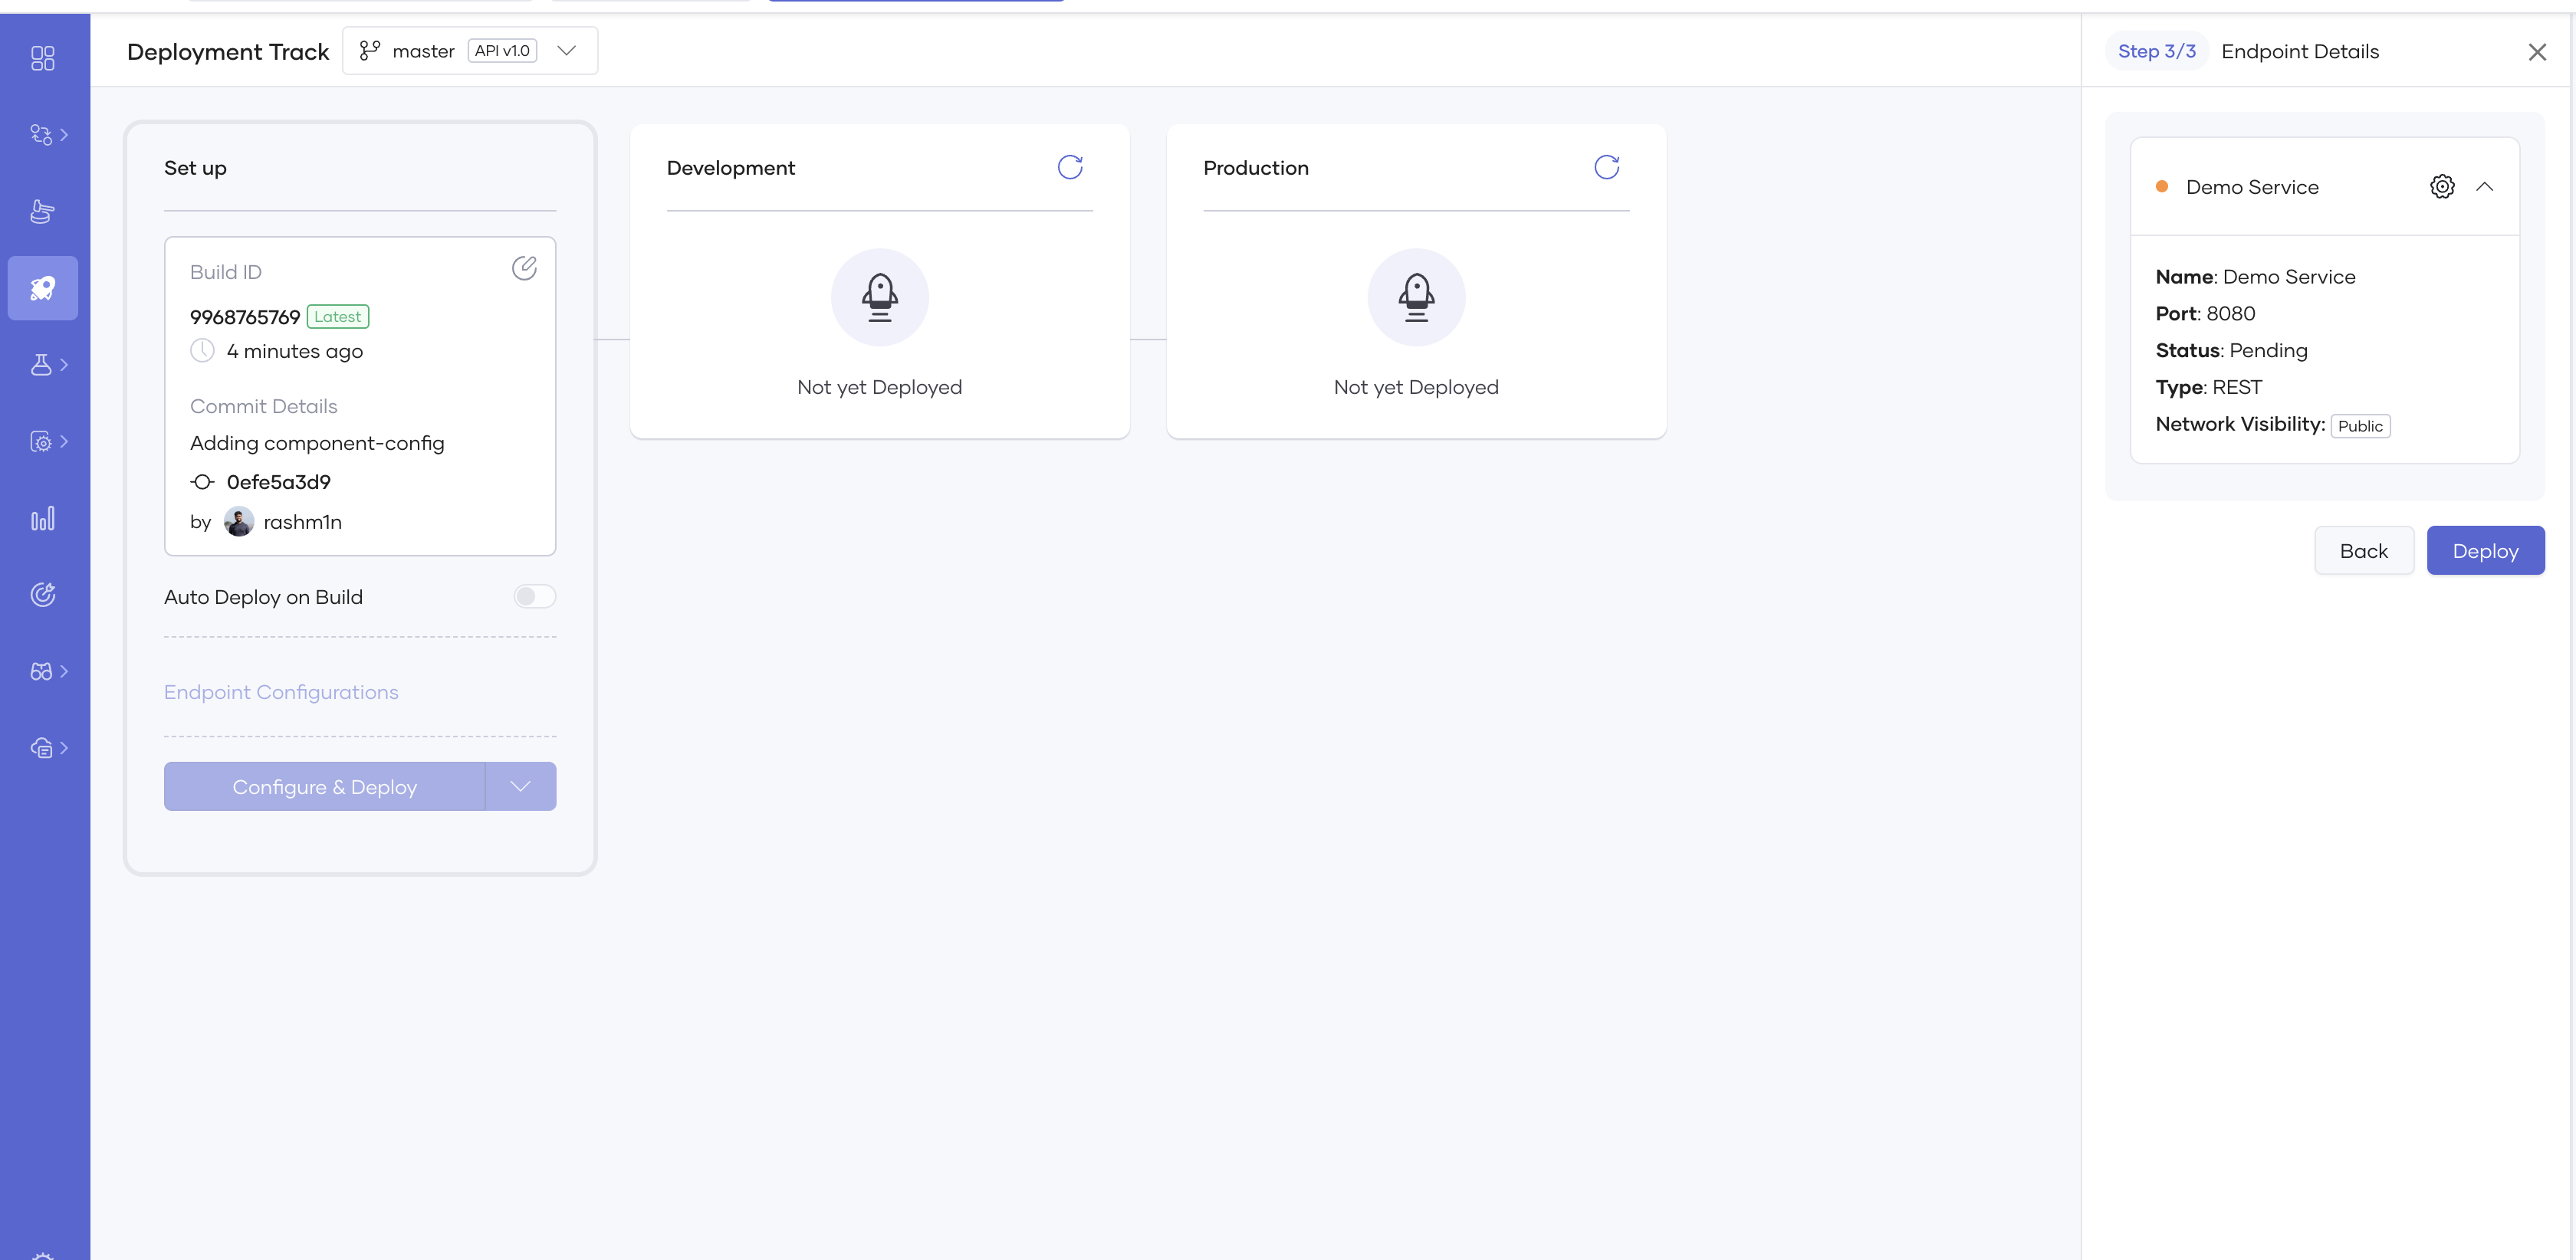 Deployment Track
master API v1.0
Step 3/3 Endpoint Details
Set up
Build ID
9968765769 Latest
4 minutes ago
Commit Details
Adding component-config
0efe5a3d9
by rashm1n
Auto Deploy on Build
Endpoint Configurations
Configure & Deploy
Development
Not yet Deployed
Production
Not yet Deployed
Demo Service
Name: Demo Service
Port: 8080
Status: Pending
Type: REST
Network Visibility: Public
Back Deploy